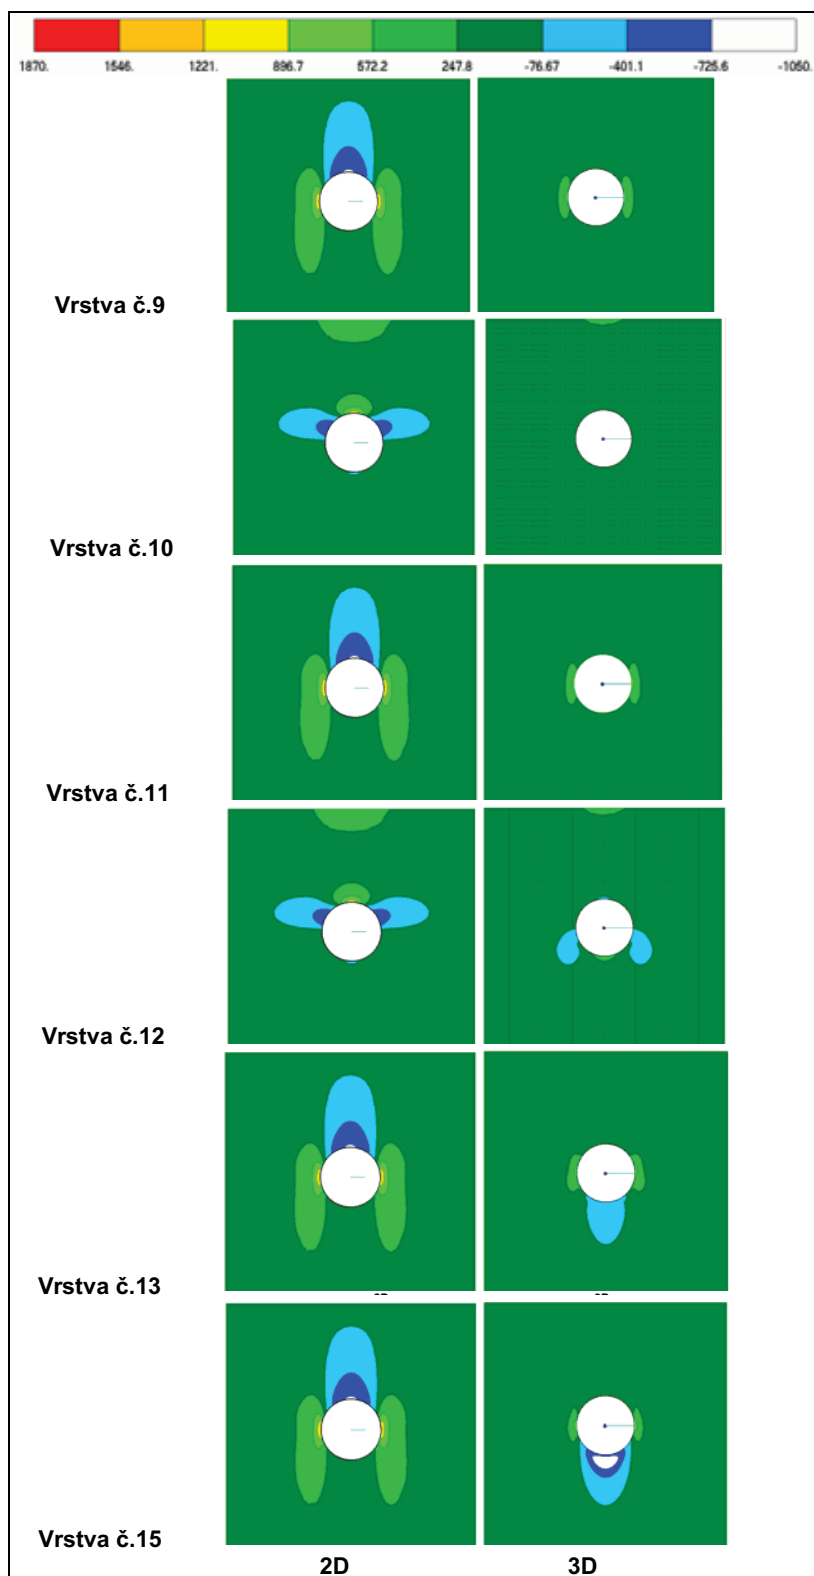 1870. 1546. 1221. 896.7 572.2 247.8 -76.67 -401.1 -725.6 -1050.
Vrstva č.9
Vrstva č.10
Vrstva č.11
Vrstva č.12
Vrstva č.13
Vrstva č.15
2D 3D